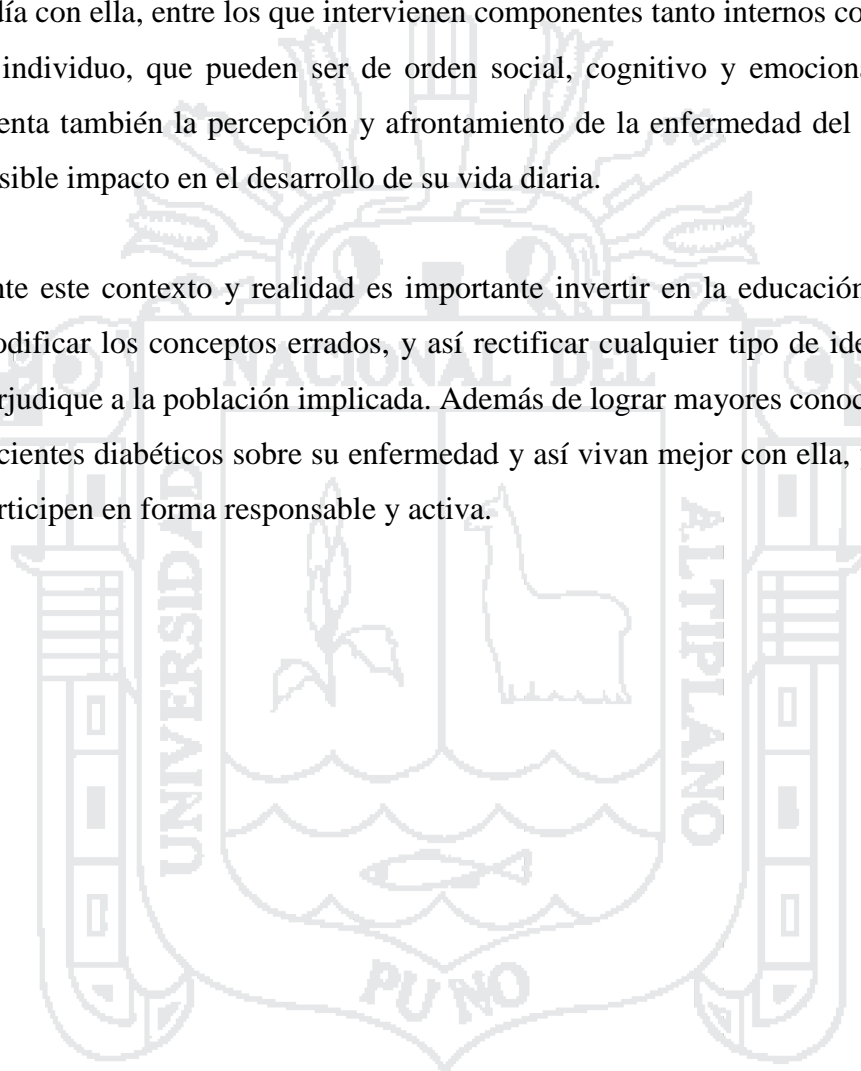 día con ella, entre los que intervienen componentes tanto internos co
individuo, que pueden ser de orden social, cognitivo y emociona
enta también la percepción y afrontamiento de la enfermedad del
sible impacto en el desarrollo de su vida diaria.
nte este contexto y realidad es importante invertir en la educación
odificar los conceptos errados, y así rectificar cualquier tipo de ide
rjudique a la población implicada. Además de lograr mayores conoc
cientes diabéticos sobre su enfermedad y así vivan mejor con ella,
rticipen en forma responsable y activa.
UNIVERSIDAD
NACIONAL DEL
ALTIPLANO
PUNO